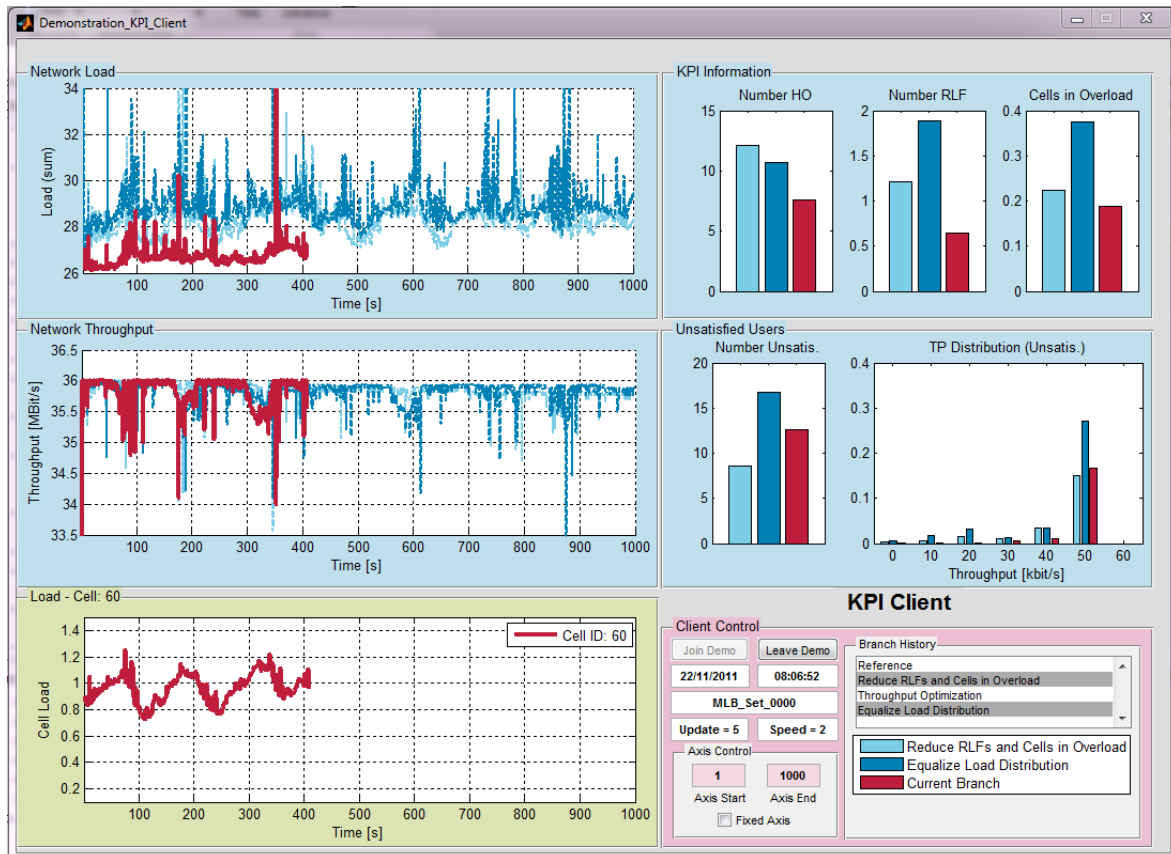 Demonstration_KPI_Client
Network Load
34
32
30
28
26
Load (sum)
100 200 300 400 500 600 700 800 900 1000
Time [s]
KPI Information
Number HO
15
10
5
0
Number RLF
2
1.5
1
0.5
0
Cells in Overload
0.4
0.3
0.2
0.1
0
Network Throughput
36.5
36
35.5
35
34.5
34
33.5
Throughput [MBit/s]
100 200 300 400 500 600 700 800 900 1000
Time [s]
Unsatisfied Users
Number Unsatis.
20
15
10
5
0
TP Distribution (Unsatis.)
0.4
0.3
0.2
0.1
0
0 10 20 30 40 50 60
Throughput [kbit/s]
Load - Cell: 60
1.4
1.2
1
0.8
0.6
0.4
0.2
Cell Load
Cell ID: 60
100 200 300 400 500 600 700 800 900 1000
Time [s]
KPI Client
Client Control
Join Demo Leave Demo
22/11/2011 08:06:52
MLB_Set_0000
Update = 5 Speed = 2
Axis Control
1 1000
Axis Start Axis End
Fixed Axis
Branch History
Reference
Reduce RLFs and Cells in Overload
Throughput Optimization
Equalize Load Distribution
Reduce RLFs and Cells in Overload
Equalize Load Distribution
Current Branch